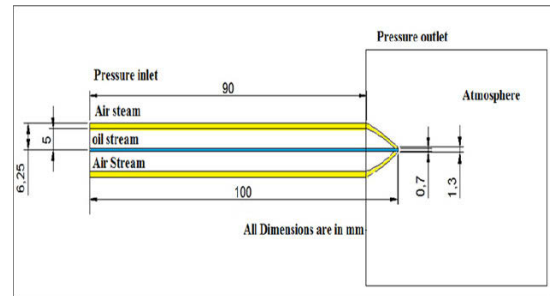 Pressure outlet
Pressure inlet
90
Atmosphere
Air steam
5
oil stream
6,25
Air Stream
0,7
1,3
100
All Dimensions are in mm